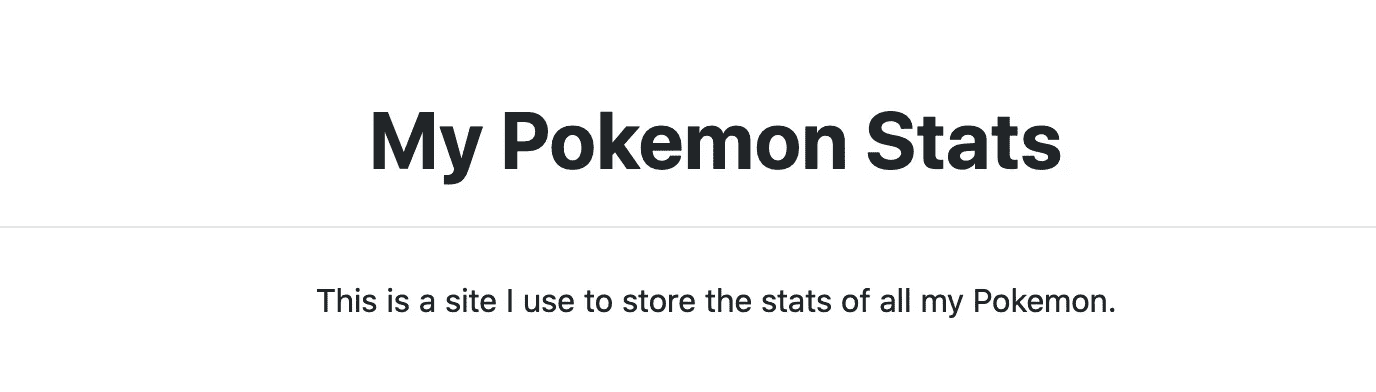 My Pokemon Stats
This is a site I use to store the stats of all my Pokemon.